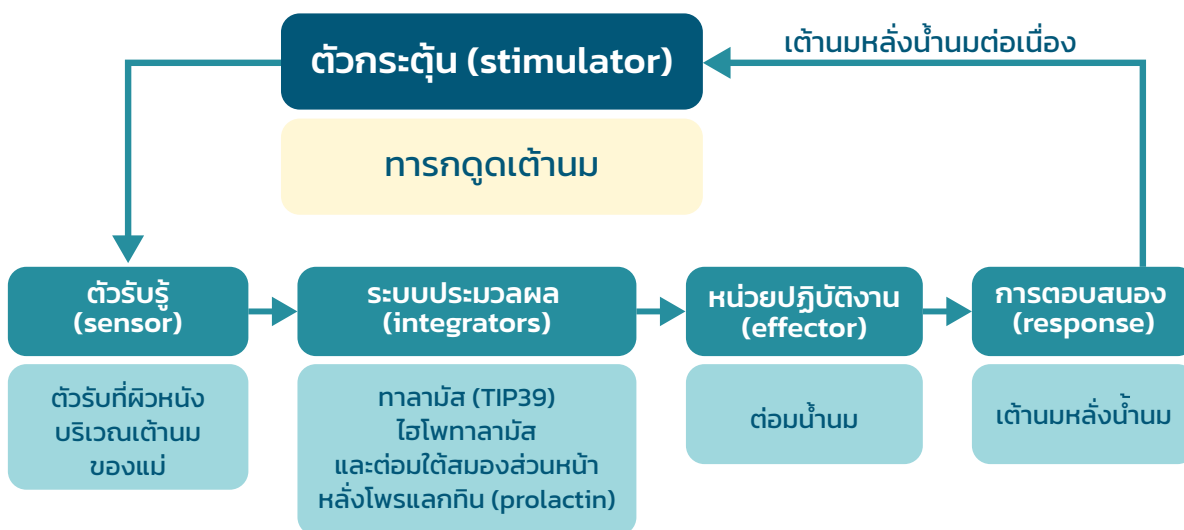 ตัวกระตุ้น (stimulator)
เต้านมหลั่งน้ำนมต่อเนื่อง
ทารกดูดเต้านม
ตัวรับรู้
(sensor)
ตัวรับที่ผิวหนัง
บริเวณเต้านม
ของแม่
ระบบประมวลผล
(integrators)
ทาลามัส (TIP39)
ไฮโพทาลามัส
และต่อมใต้สมองส่วนหน้า
หลั่งโพรแลกทิน (prolactin)
หน่วยปฏิบัติงาน
(effector)
ต่อมน้ำนม
การตอบสนอง
(response)
เต้านมหลั่งน้ำนม